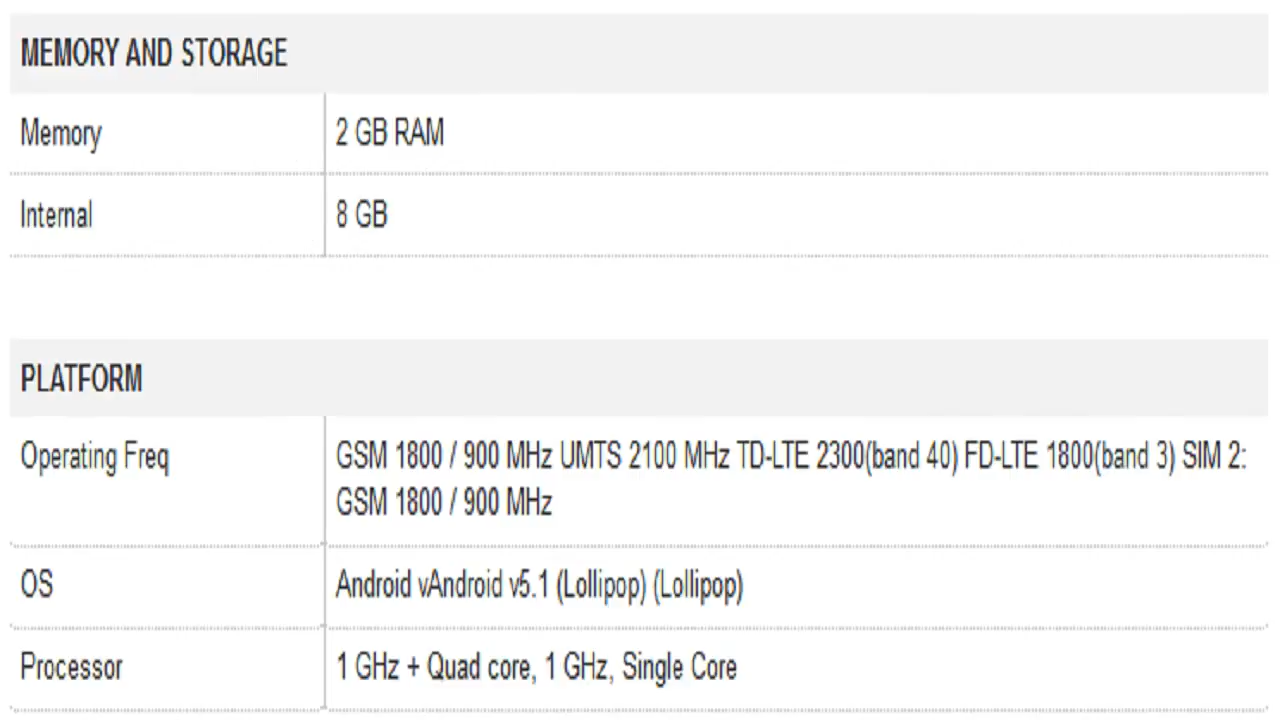 MEMORY AND STORAGE
Memory 2 GB RAM
Internal 8 GB
PLATFORM
Operating Freq GSM 1800 / 900 MHz UMTS 2100 MHz TD-LTE 2300(band 40) FD-LTE 1800(band 3) SIM 2:
GSM 1800 / 900 MHz
OS Android vAndroid v5.1 (Lollipop) (Lollipop)
Processor 1 GHz + Quad core, 1 GHz, Single Core